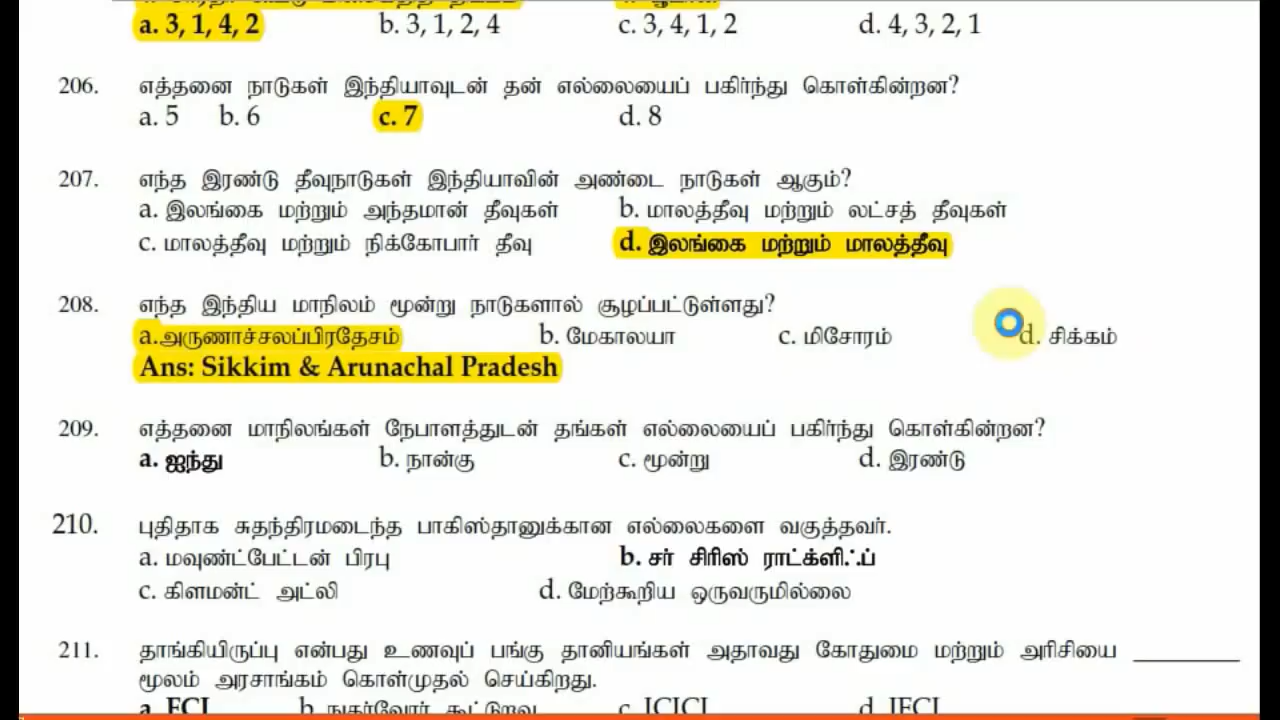 a. 3, 1, 4, 2 b. 3, 1, 2, 4 c. 3, 4, 1, 2 d. 4, 3, 2, 1
206. எத்தனை நாடுகள் இந்தியாவுடன் தன் எல்லையைப் பகிர்ந்து கொள்கின்றன?
a. 5 b. 6 c. 7 d. 8
207. எந்த இரண்டு தீவுநாடுகள் இந்தியாவின் அண்டை நாடுகள் ஆகும்?
a. இலங்கை மற்றும் அந்தமான் தீவுகள் b. மாலத்தீவு மற்றும் லட்சத் தீவுகள்
c. மாலத்தீவு மற்றும் நிக்கோபார் தீவு d. இலங்கை மற்றும் மாலத்தீவு
208. எந்த இந்திய மாநிலம் மூன்று நாடுகளால் சூழப்பட்டுள்ளது?
a.அருணாச்சலப்பிரதேசம் b. மேகாலயா c. மிசோரம் d. சிக்கம்
Ans: Sikkim & Arunachal Pradesh
209. எத்தனை மாநிலங்கள் நேபாளத்துடன் தங்கள் எல்லையைப் பகிர்ந்து கொள்கின்றன?
a. ஐந்து b. நான்கு c. மூன்று d. இரண்டு
210. புதிதாக சுதந்திரமடைந்த பாகிஸ்தானுக்கான எல்லைகளை வகுத்தவர்.
a. மவுண்ட்பேட்டன் பிரபு b. சர் சிரிஸ் ராட்க்ளிஃப்
c. கிளமன்ட் அட்லி d. மேற்கூறிய ஒருவருமில்லை
211. தாங்கியிருப்பு என்பது உணவுப் பங்கு தானியங்கள் அதாவது கோதுமை மற்றும் அரிசியை ________
மூலம் அரசாங்கம் கொள்முதல் செய்கிறது.
a. FCI b. நுகர்வோர் கூட்டுறவு c. ICICI d. IFCI